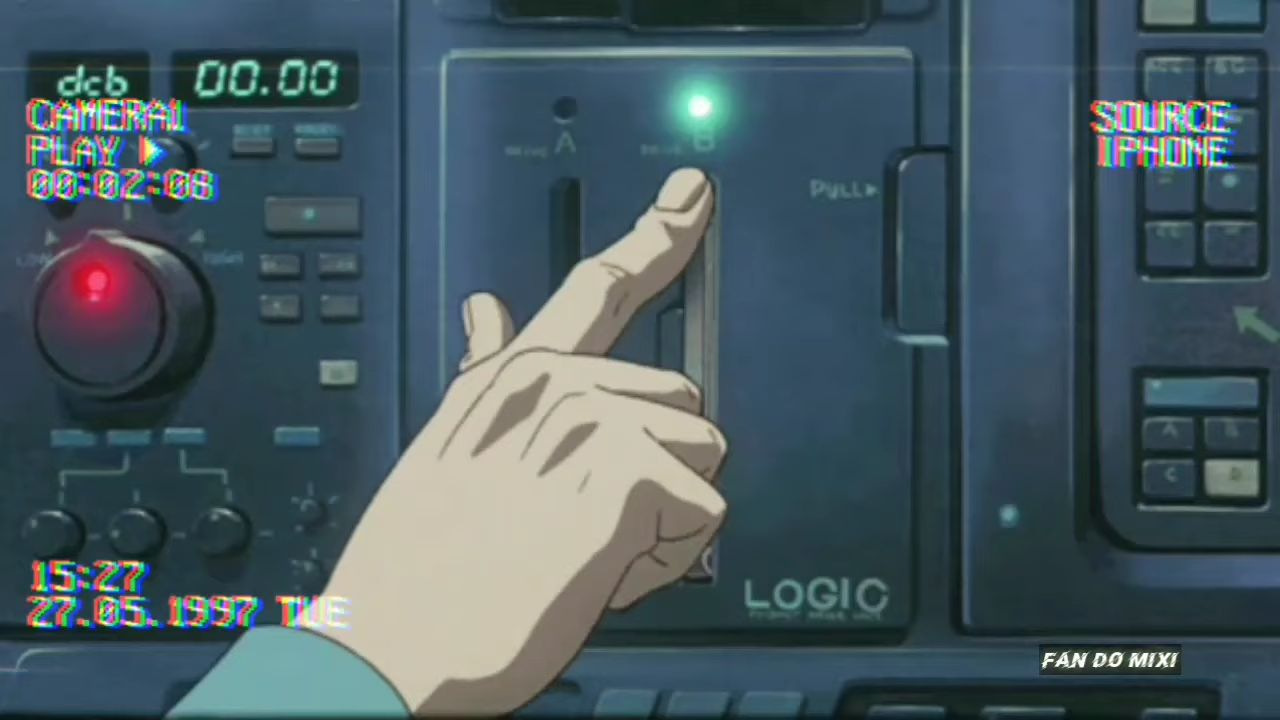 dcb
00.00
CAMERA1
PLAY
00:02:08
SOURCE
IPHONE
A
B
PULL
LOW
A
B
C
D
LOGIC
15:27
27.05.1997 TUE
FAN DO MIXI